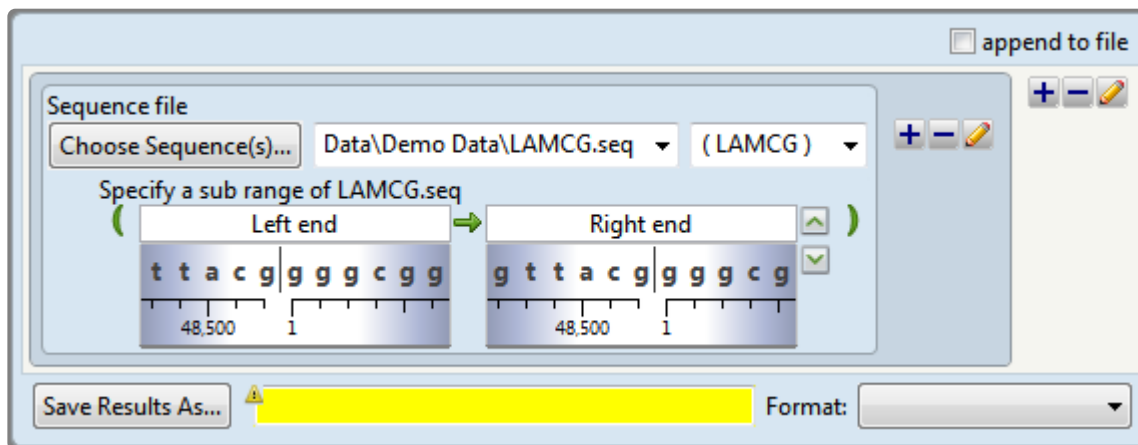 append to file
Sequence file
Choose Sequence(s)... Data\Demo Data\LAMCG.seq ( LAMCG )
Specify a sub range of LAMCG.seq
( Left end Right end )
t t a c g g g g c g g g t t a c g g g g c g
48,500 1 48,500 1
Save Results As... Format: